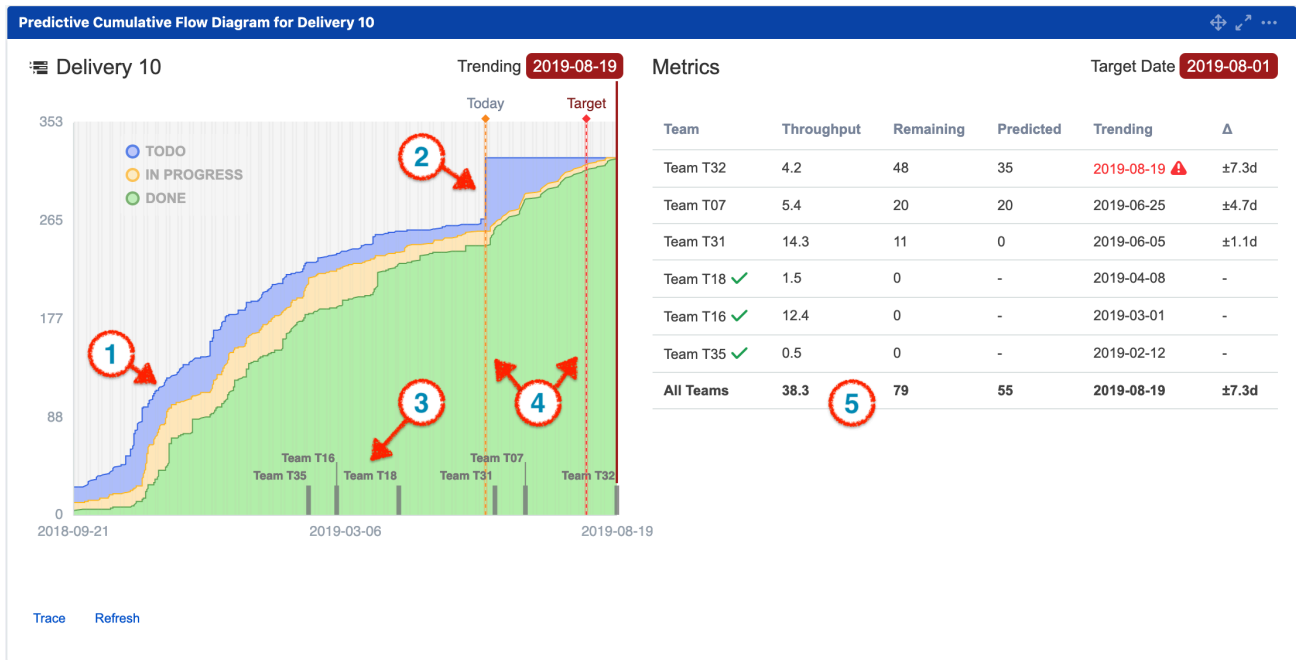 Predictive Cumulative Flow Diagram for Delivery 10
Delivery 10
Trending 2019-08-19
Today
Target
353
265
177
88
0
TODO
IN PROGRESS
DONE
1
2
3
4
Team T16
Team T07
Team T35
Team T18
Team T31
Team T32
2018-09-21
2019-03-06
2019-08-19
Trace
Refresh
Metrics
Target Date 2019-08-01
Team Throughput Remaining Predicted Trending Δ
Team T32 4.2 48 35 2019-08-19 ±7.3d
Team T07 5.4 20 20 2019-06-25 ±4.7d
Team T31 14.3 11 0 2019-06-05 ±1.1d
Team T18 1.5 0 - 2019-04-08 -
Team T16 12.4 0 - 2019-03-01 -
Team T35 0.5 0 - 2019-02-12 -
All Teams 38.3 79 55 2019-08-19 ±7.3d
5